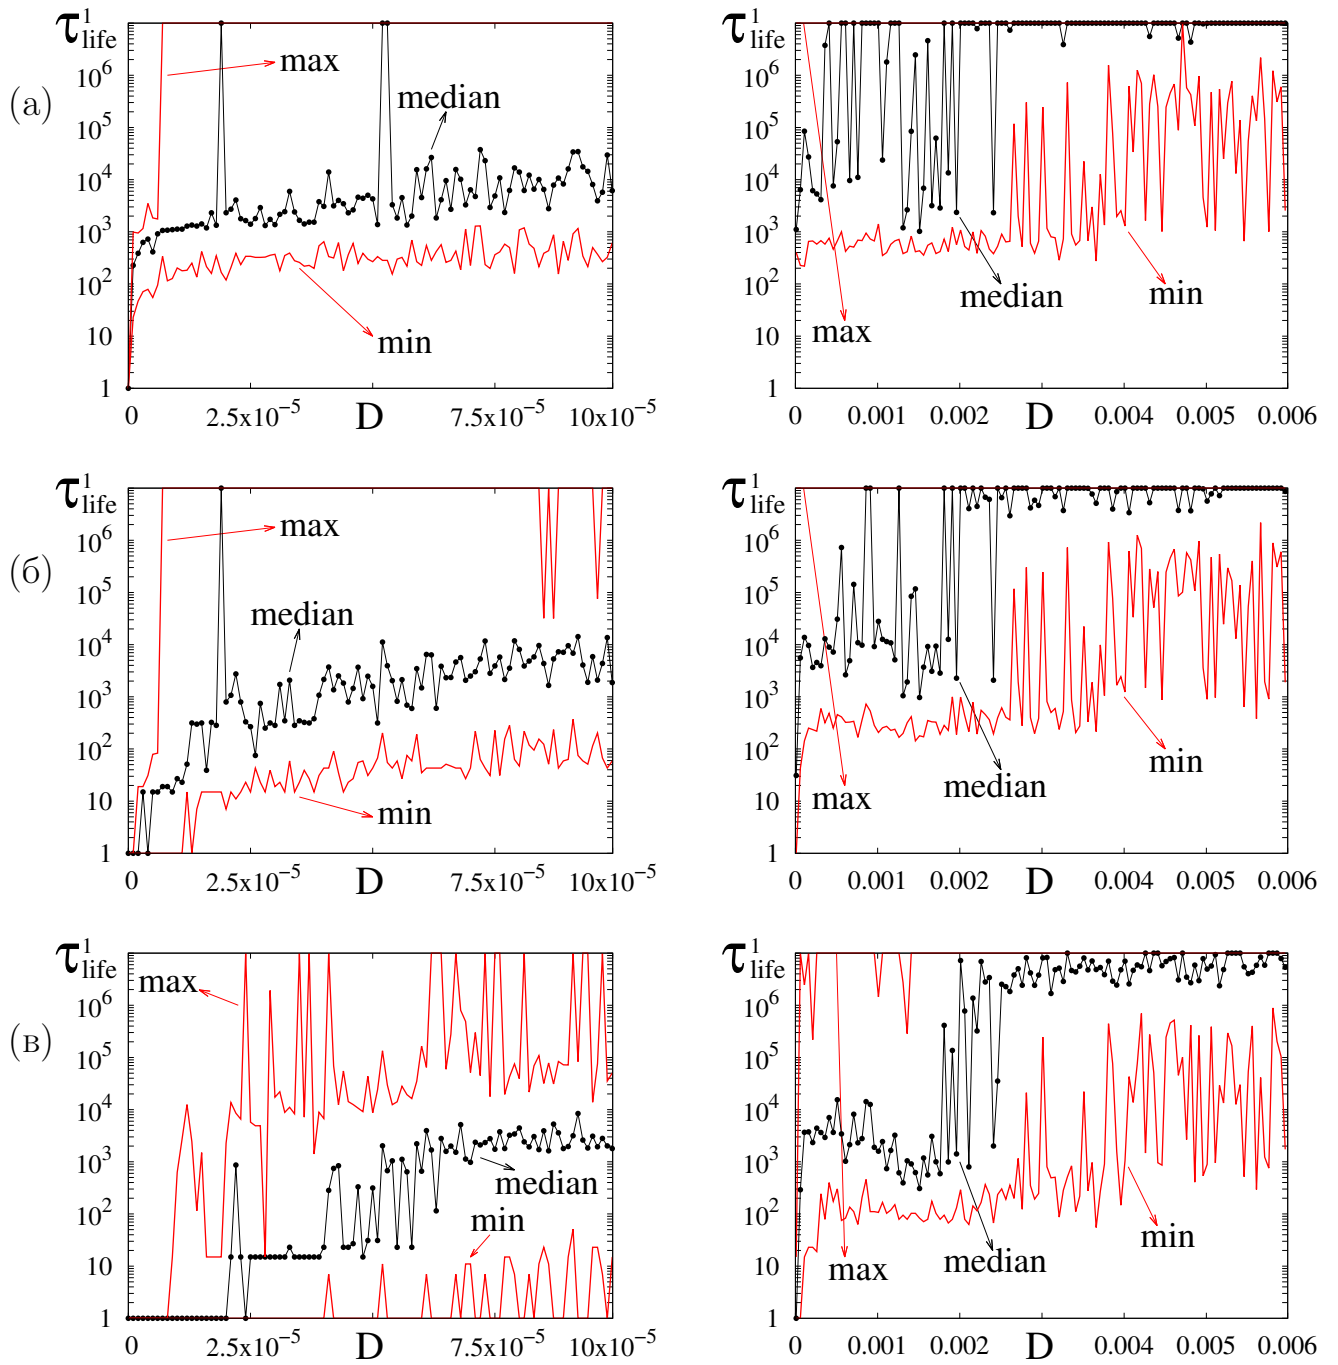 (а)
τ¹life
10⁶
10⁵
10⁴
10³
10²
10
1
max
median
min
0 2.5x10⁻⁵ D 7.5x10⁻⁵ 10x10⁻⁵
τ¹life
10⁶
10⁵
10⁴
10³
10²
10
1
median
min
max
0 0.001 0.002 D 0.004 0.005 0.006
(б)
τ¹life
10⁶
10⁵
10⁴
10³
10²
10
1
max
median
min
0 2.5x10⁻⁵ D 7.5x10⁻⁵ 10x10⁻⁵
τ¹life
10⁶
10⁵
10⁴
10³
10²
10
1
min
median
max
0 0.001 0.002 D 0.004 0.005 0.006
(в)
τ¹life
10⁶
10⁵
10⁴
10³
10²
10
1
max
median
min
0 2.5x10⁻⁵ D 7.5x10⁻⁵ 10x10⁻⁵
τ¹life
10⁶
10⁵
10⁴
10³
10²
10
1
min
median
max
0 0.001 0.002 D 0.004 0.005 0.006